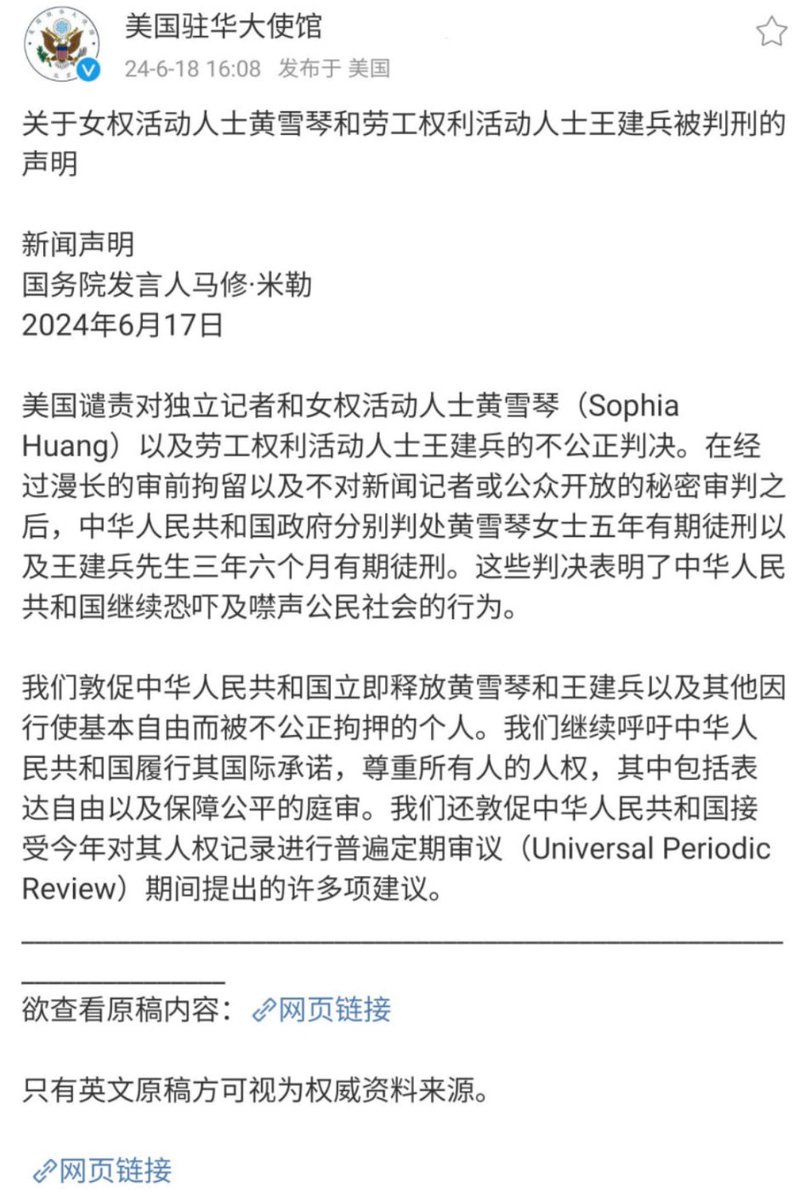 美国驻华大使馆
24-6-18 16:08 发布于 美国
关于女权活动人士黄雪琴和劳工权利活动人士王建兵被判刑的
声明
新闻声明
国务院发言人马修·米勒
2024年6月17日
美国谴责对独立记者和女权活动人士黄雪琴（Sophia
Huang）以及劳工权利活动人士王建兵的不公正判决。在经
过漫长的审前拘留以及不对新闻记者或公众开放的秘密审判之
后，中华人民共和国政府分别判处黄雪琴女士五年有期徒刑以
及王建兵先生三年六个月有期徒刑。这些判决表明了中华人民
共和国继续恐吓及噤声公民社会的行为。
我们敦促中华人民共和国立即释放黄雪琴和王建兵以及其他因
行使基本自由而被不公正拘押的个人。我们继续呼吁中华人
民共和国履行其国际承诺，尊重所有人的人权，其中包括表
达自由以及保障公平的庭审。我们还敦促中华人民共和国接
受今年对其人权记录进行普遍定期审议（Universal Periodic
Review）期间提出的许多项建议。
欲查看原稿内容：网页链接
只有英文原稿方可视为权威资料来源。
网页链接